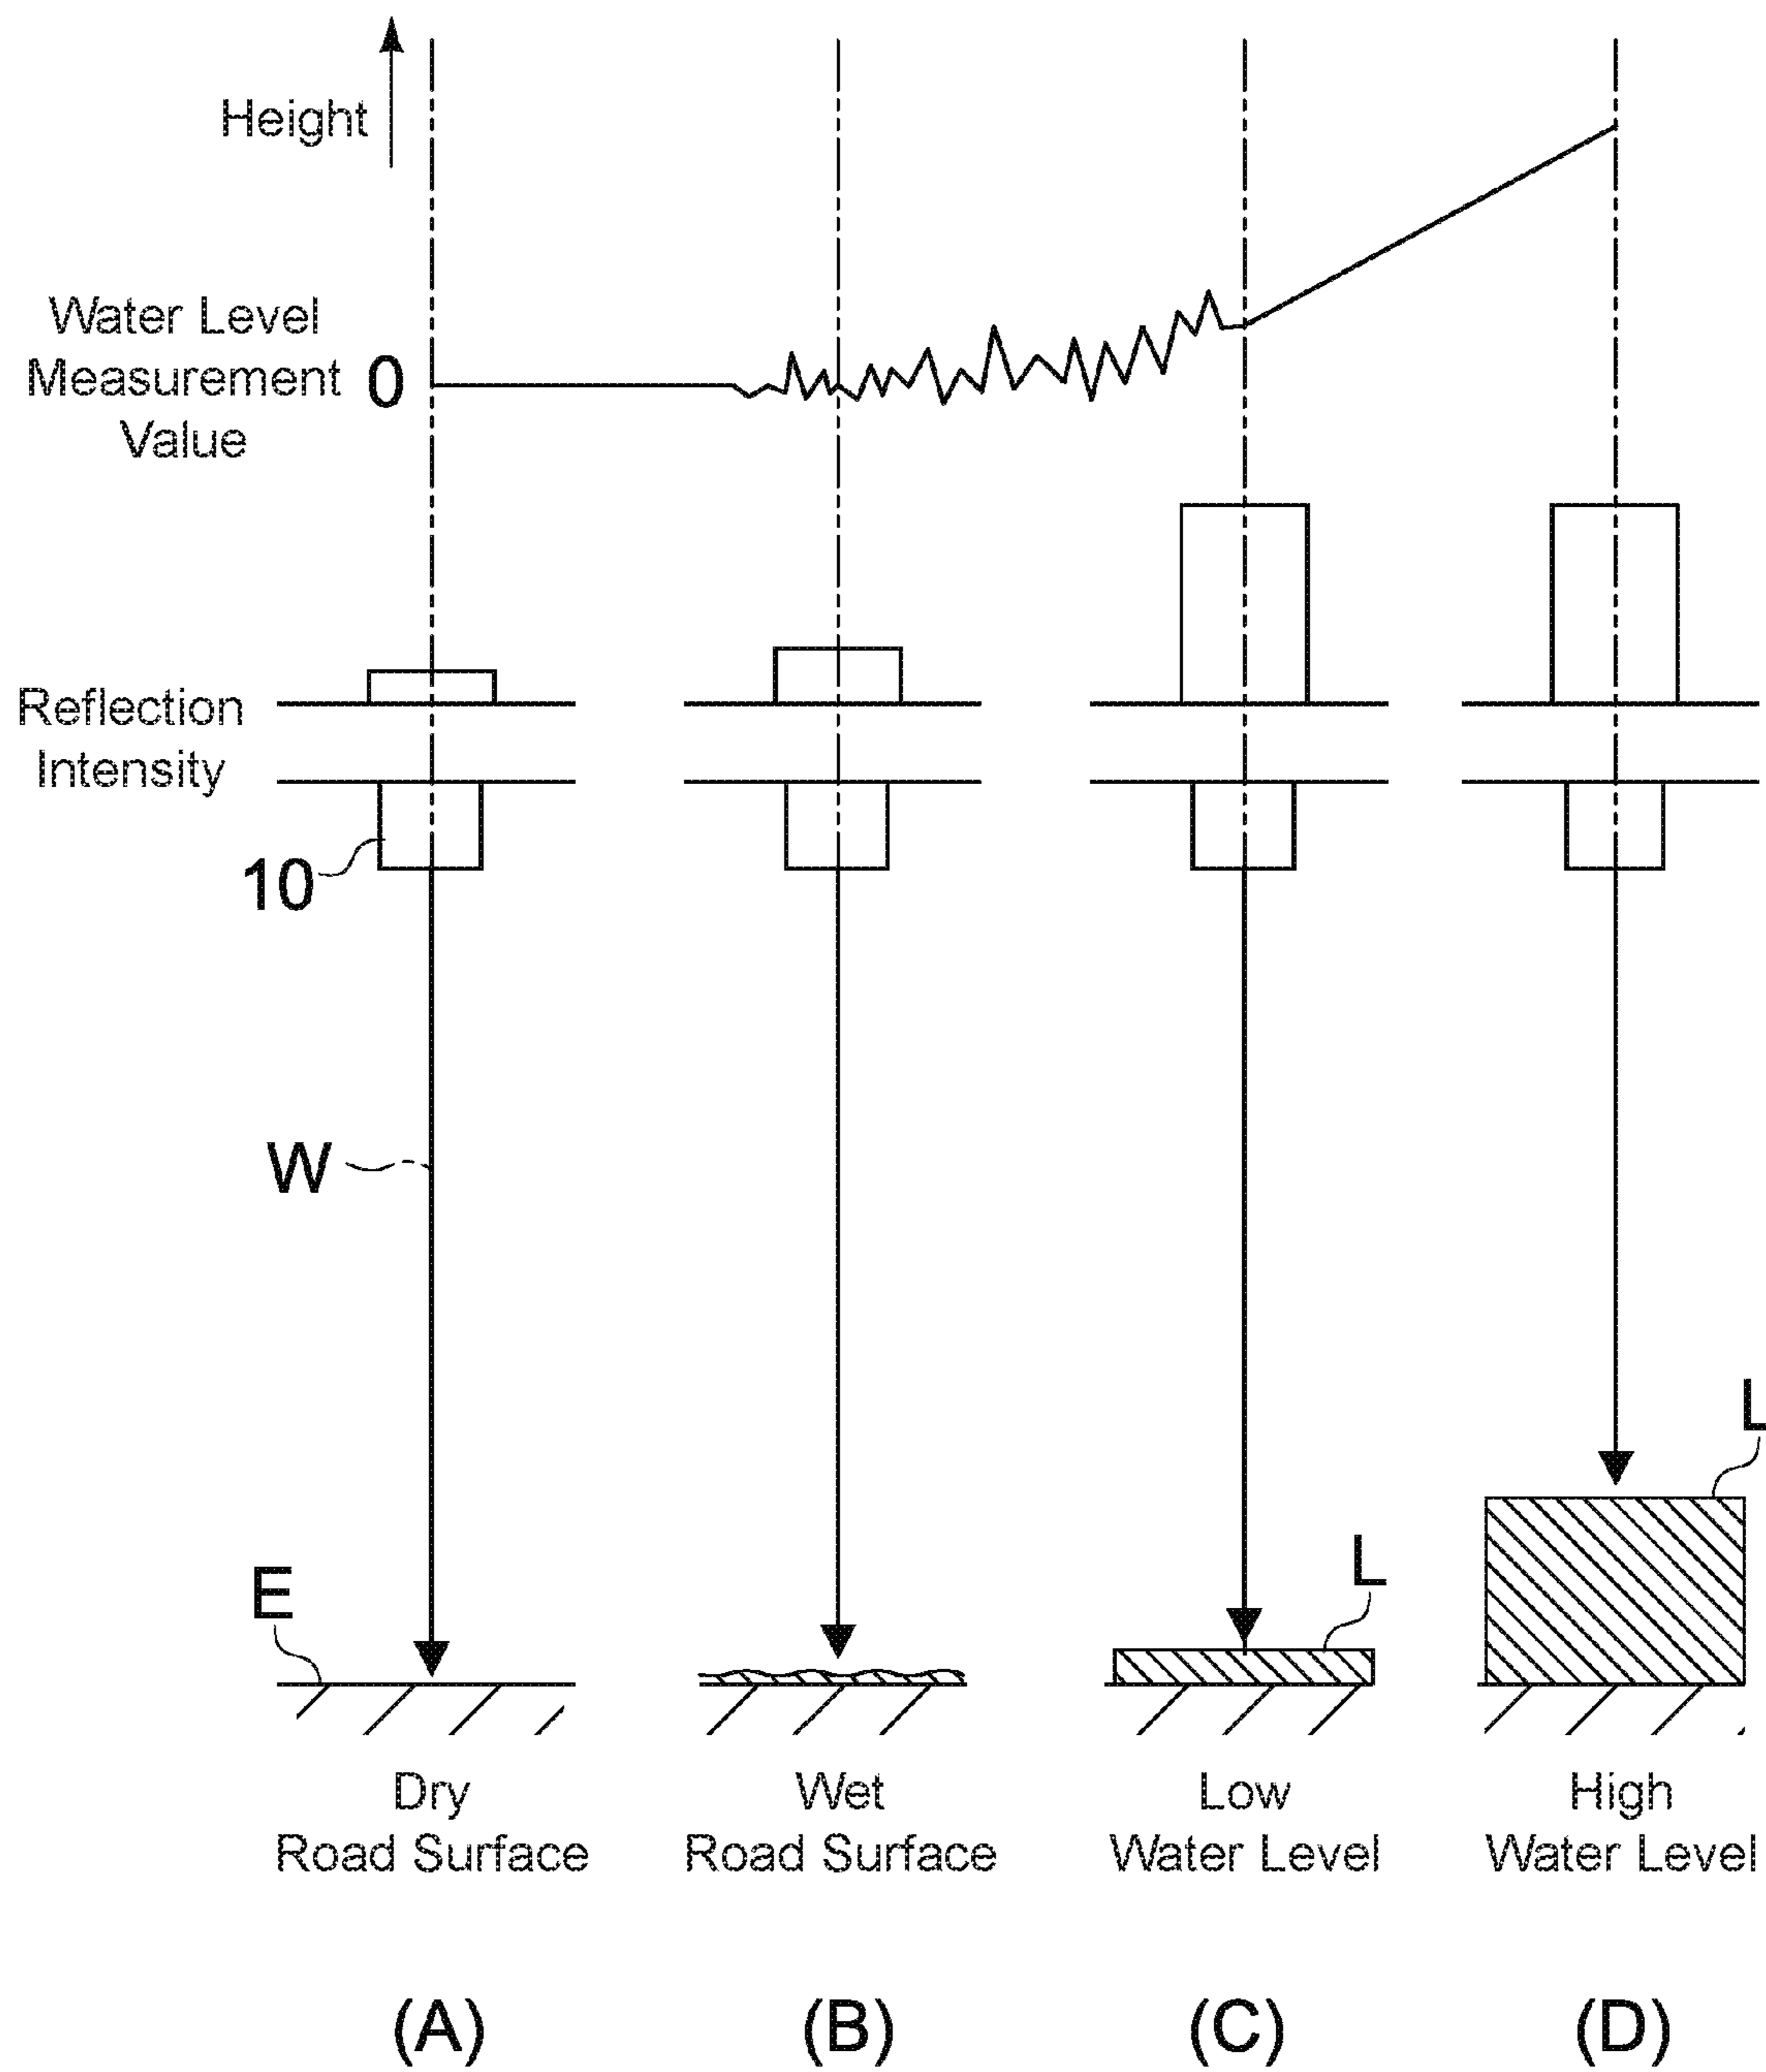 Height
Water Level
Measurement
Value
0
Reflection
Intensity
10
W
L
L
E
Dry
Road Surface
Wet
Road Surface
Low
Water Level
High
Water Level
(A)
(B)
(C)
(D)